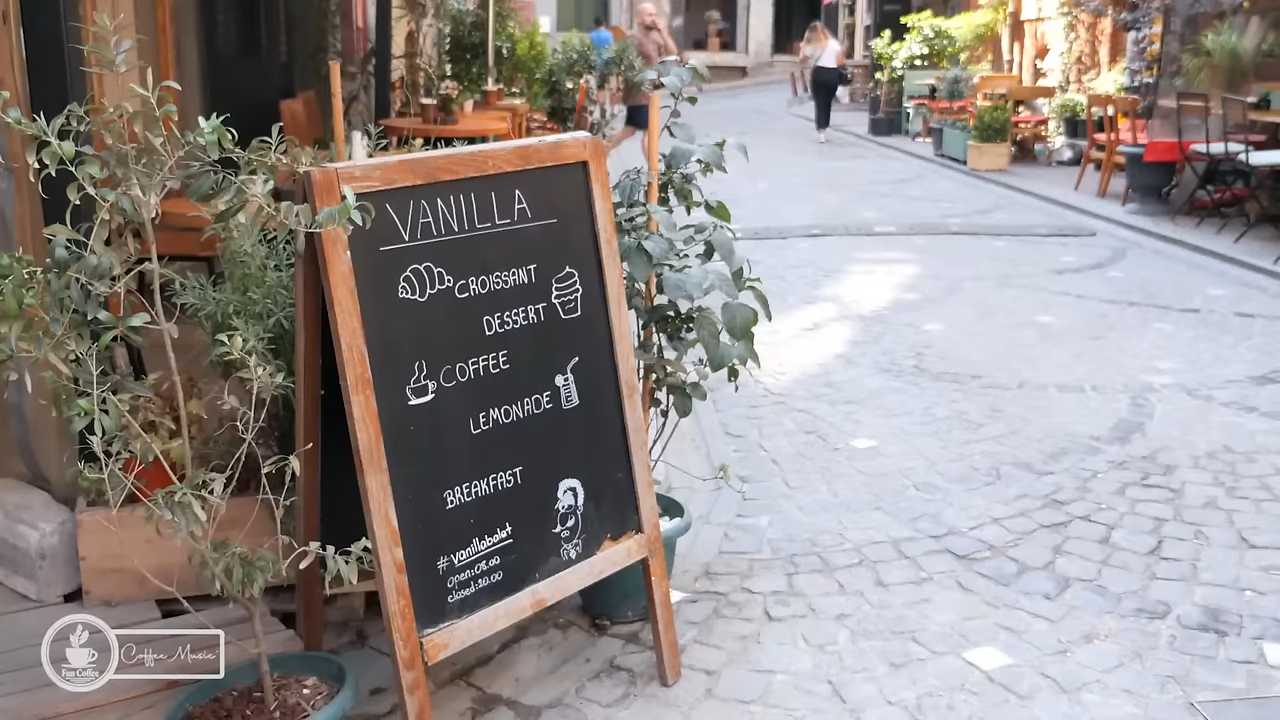 VANILLA
CROISSANT
DESSERT
COFFEE
LEMONADE
BREAKFAST
#vanillabalat
open:08.00
closed:20.00
Fun Coffee
Coffee Music